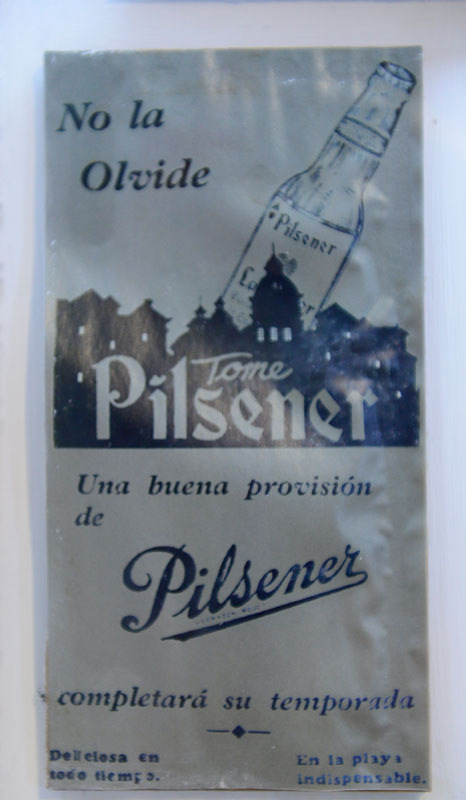 No la
Olvide
Pilsener
Tome
Pilsener
Una buena provisión
de
Pilsener
completará su temporada
Deliciosa en
todo tiempo.
En la playa
indispensable.